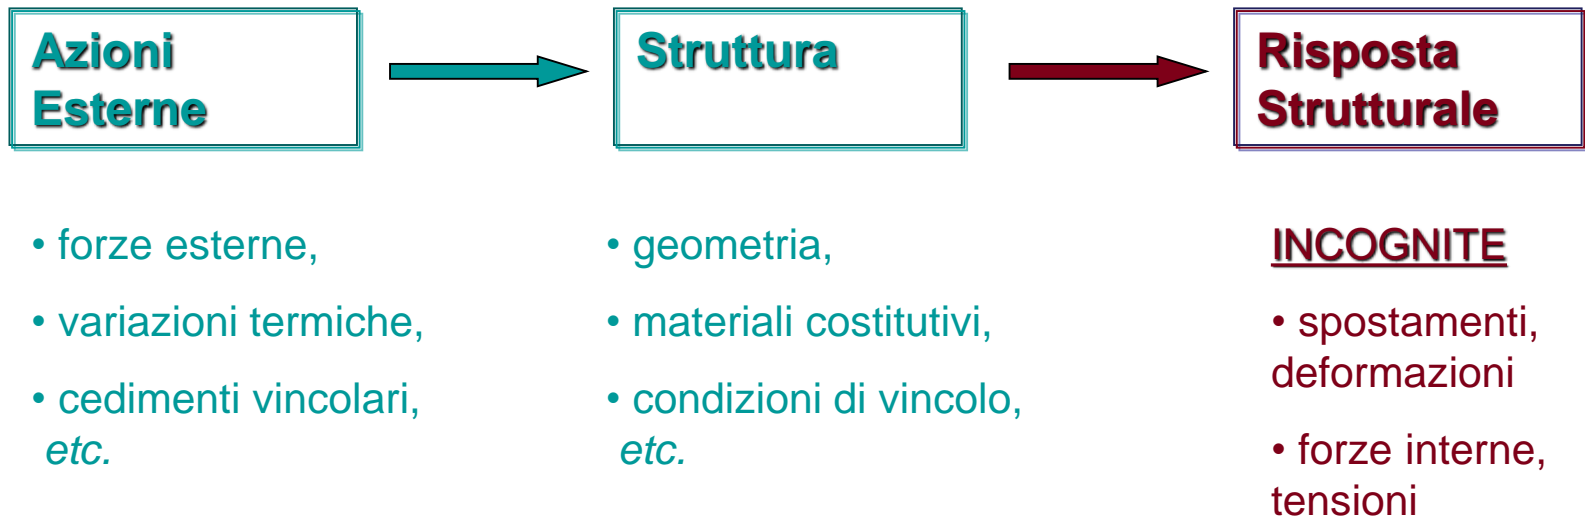 Azioni
Esterne
Struttura
Risposta
Strutturale
• forze esterne,
• variazioni termiche,
• cedimenti vincolari,
etc.
• geometria,
• materiali costitutivi,
• condizioni di vincolo,
etc.
INCOGNITE
• spostamenti,
deformazioni
• forze interne,
tensioni